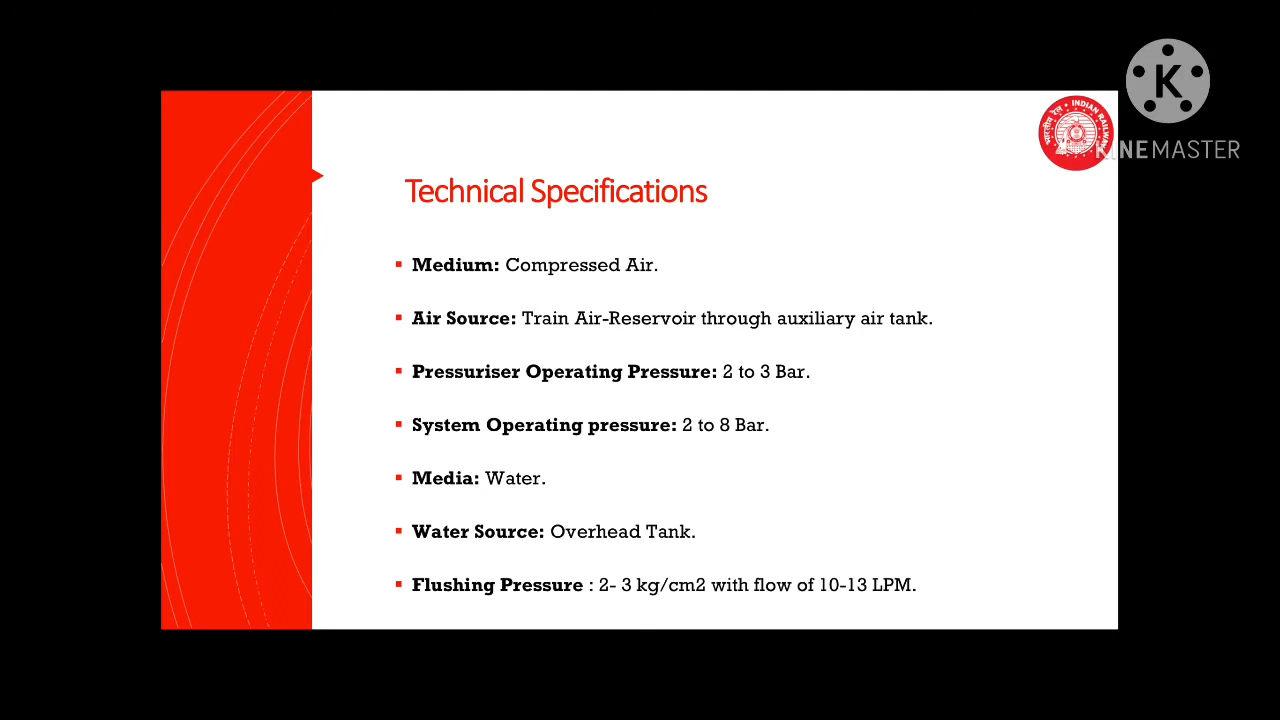 K
KINEMASTER
भारतीय रेल • INDIAN RAILWAY
Technical Specifications
▪ Medium: Compressed Air.
▪ Air Source: Train Air-Reservoir through auxiliary air tank.
▪ Pressuriser Operating Pressure: 2 to 3 Bar.
▪ System Operating pressure: 2 to 8 Bar.
▪ Media: Water.
▪ Water Source: Overhead Tank.
▪ Flushing Pressure : 2- 3 kg/cm2 with flow of 10-13 LPM.